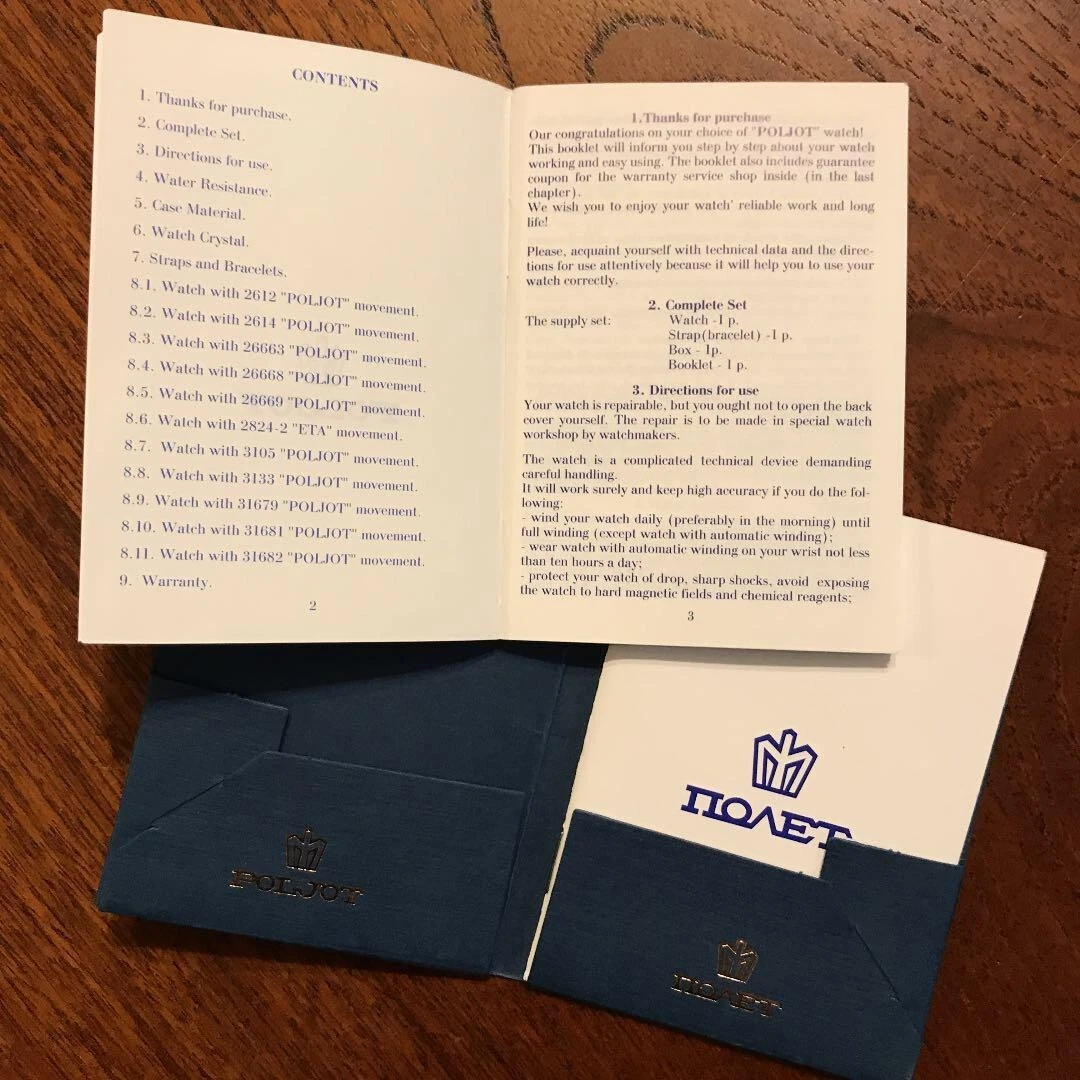 CONTENTS
1. Thanks for purchase.
2. Complete Set.
3. Directions for use.
4. Water Resistance.
5. Case Material.
6. Watch Crystal.
7. Straps and Bracelets.
8.1. Watch with 2612 "POLJOT" movement.
8.2. Watch with 2614 "POLJOT" movement.
8.3. Watch with 26663 "POLJOT" movement.
8.4. Watch with 26668 "POLJOT" movement.
8.5. Watch with 26669 "POLJOT" movement.
8.6. Watch with 2824-2 "ETA" movement.
8.7. Watch with 3105 "POLJOT" movement.
8.8. Watch with 3133 "POLJOT" movement.
8.9. Watch with 31679 "POLJOT" movement.
8.10. Watch with 31681 "POLJOT" movement.
8.11. Watch with 31682 "POLJOT" movement.
9. Warranty.
2
1.Thanks for purchase
Our congratulations on your choice of "POLJOT" watch!
This booklet will inform you step by step about your watch
working and easy using. The booklet also includes guarantee
coupon for the warranty service shop inside (in the last
chapter).
We wish you to enjoy your watch' reliable work and long
life!
Please, acquaint yourself with technical data and the direc-
tions for use attentively because it will help you to use your
watch correctly.
2. Complete Set
The supply set: Watch -1 p.
Strap(bracelet) -1 p.
Box - 1p.
Booklet - 1 p.
3. Directions for use
Your watch is repairable, but you ought not to open the back
cover yourself. The repair is to be made in special watch
workshop by watchmakers.
The watch is a complicated technical device demanding
careful handling.
It will work surely and keep high accuracy if you do the fol-
lowing:
- wind your watch daily (preferably in the morning) until
full winding (except watch with automatic winding);
- wear watch with automatic winding on your wrist not less
than ten hours a day;
- protect your watch of drop, sharp shocks, avoid exposing
the watch to hard magnetic fields and chemical reagents;
3
ПОЛЕТ
POLJOT
ПОЛЕТ